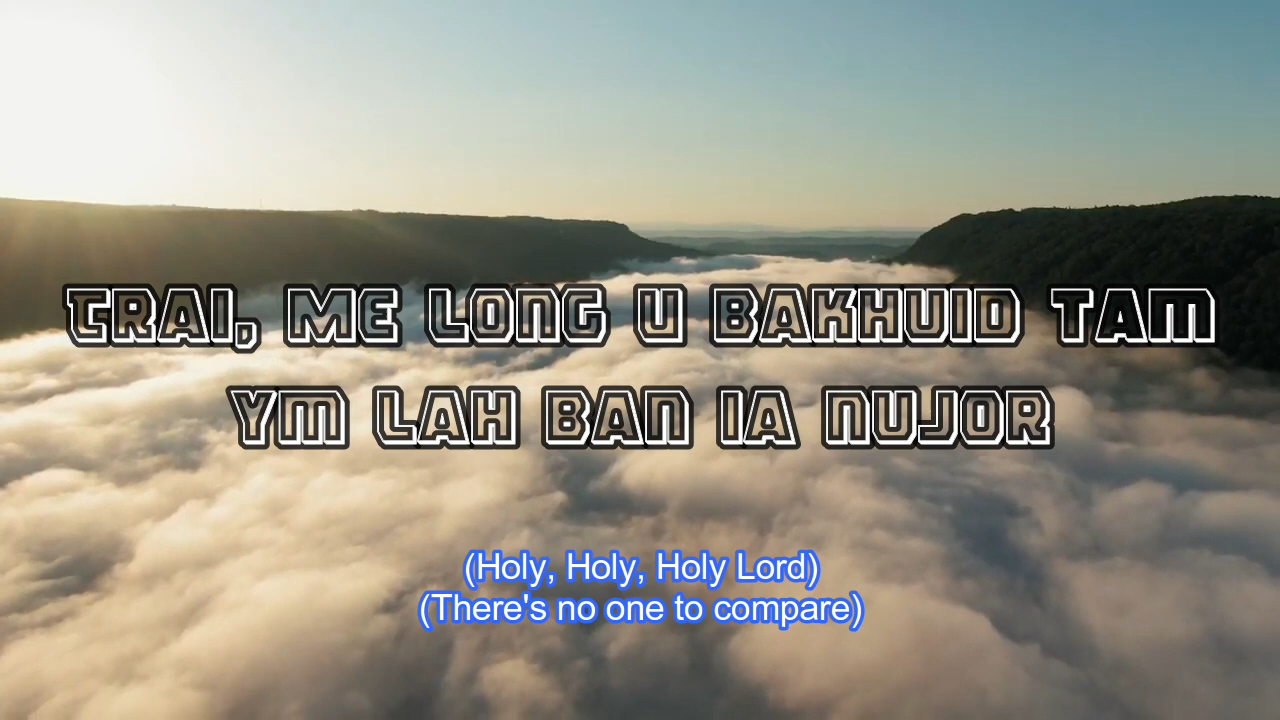 TRAI, ME LONG U BAKHUID TAM
YM LAH BAN IA NUJOR
(Holy, Holy, Holy Lord)
(There's no one to compare)